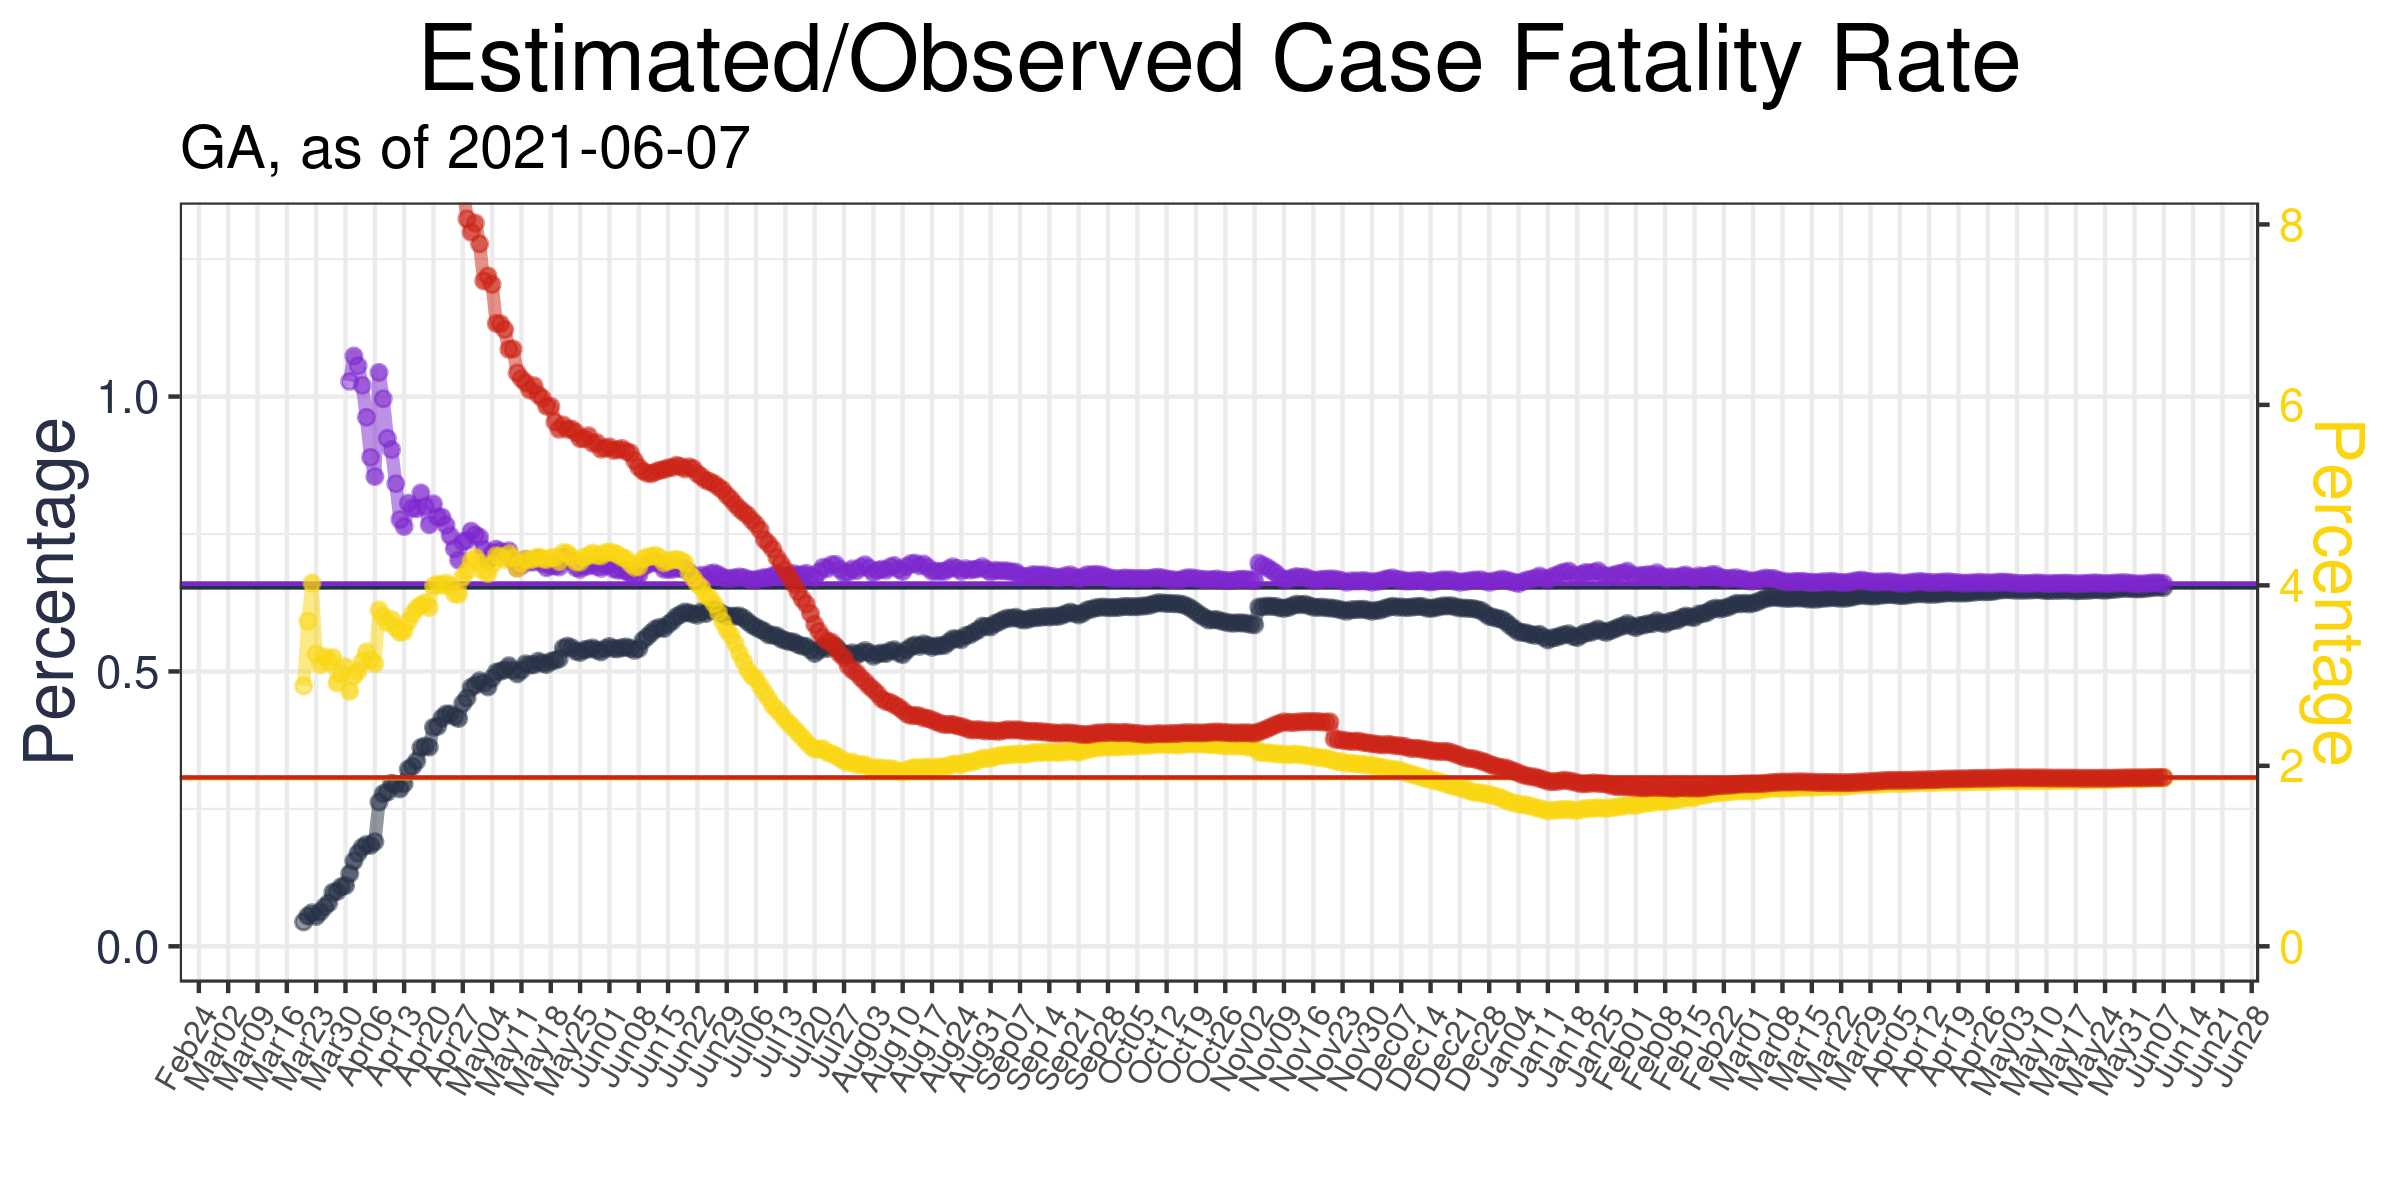 Estimated/Observed Case Fatality Rate
GA, as of 2021-06-07
Percentage
1.0
0.5
0.0
8
6
4
2
0
Percentage
Feb24
Mar02
Mar09
Mar16
Mar23
Mar30
Apr06
Apr13
Apr20
Apr27
May04
May11
May18
May25
Jun01
Jun08
Jun15
Jun22
Jun29
Jul06
Jul13
Jul20
Jul27
Aug03
Aug10
Aug17
Aug24
Aug31
Sep07
Sep14
Sep21
Sep28
Oct05
Oct12
Oct19
Oct26
Nov02
Nov09
Nov16
Nov23
Nov30
Dec07
Dec14
Dec21
Dec28
Jan04
Jan11
Jan18
Jan25
Feb01
Feb08
Feb15
Feb22
Mar01
Mar08
Mar15
Mar22
Mar29
Apr05
Apr12
Apr19
Apr26
May03
May10
May17
May24
May31
Jun07
Jun14
Jun21
Jun28